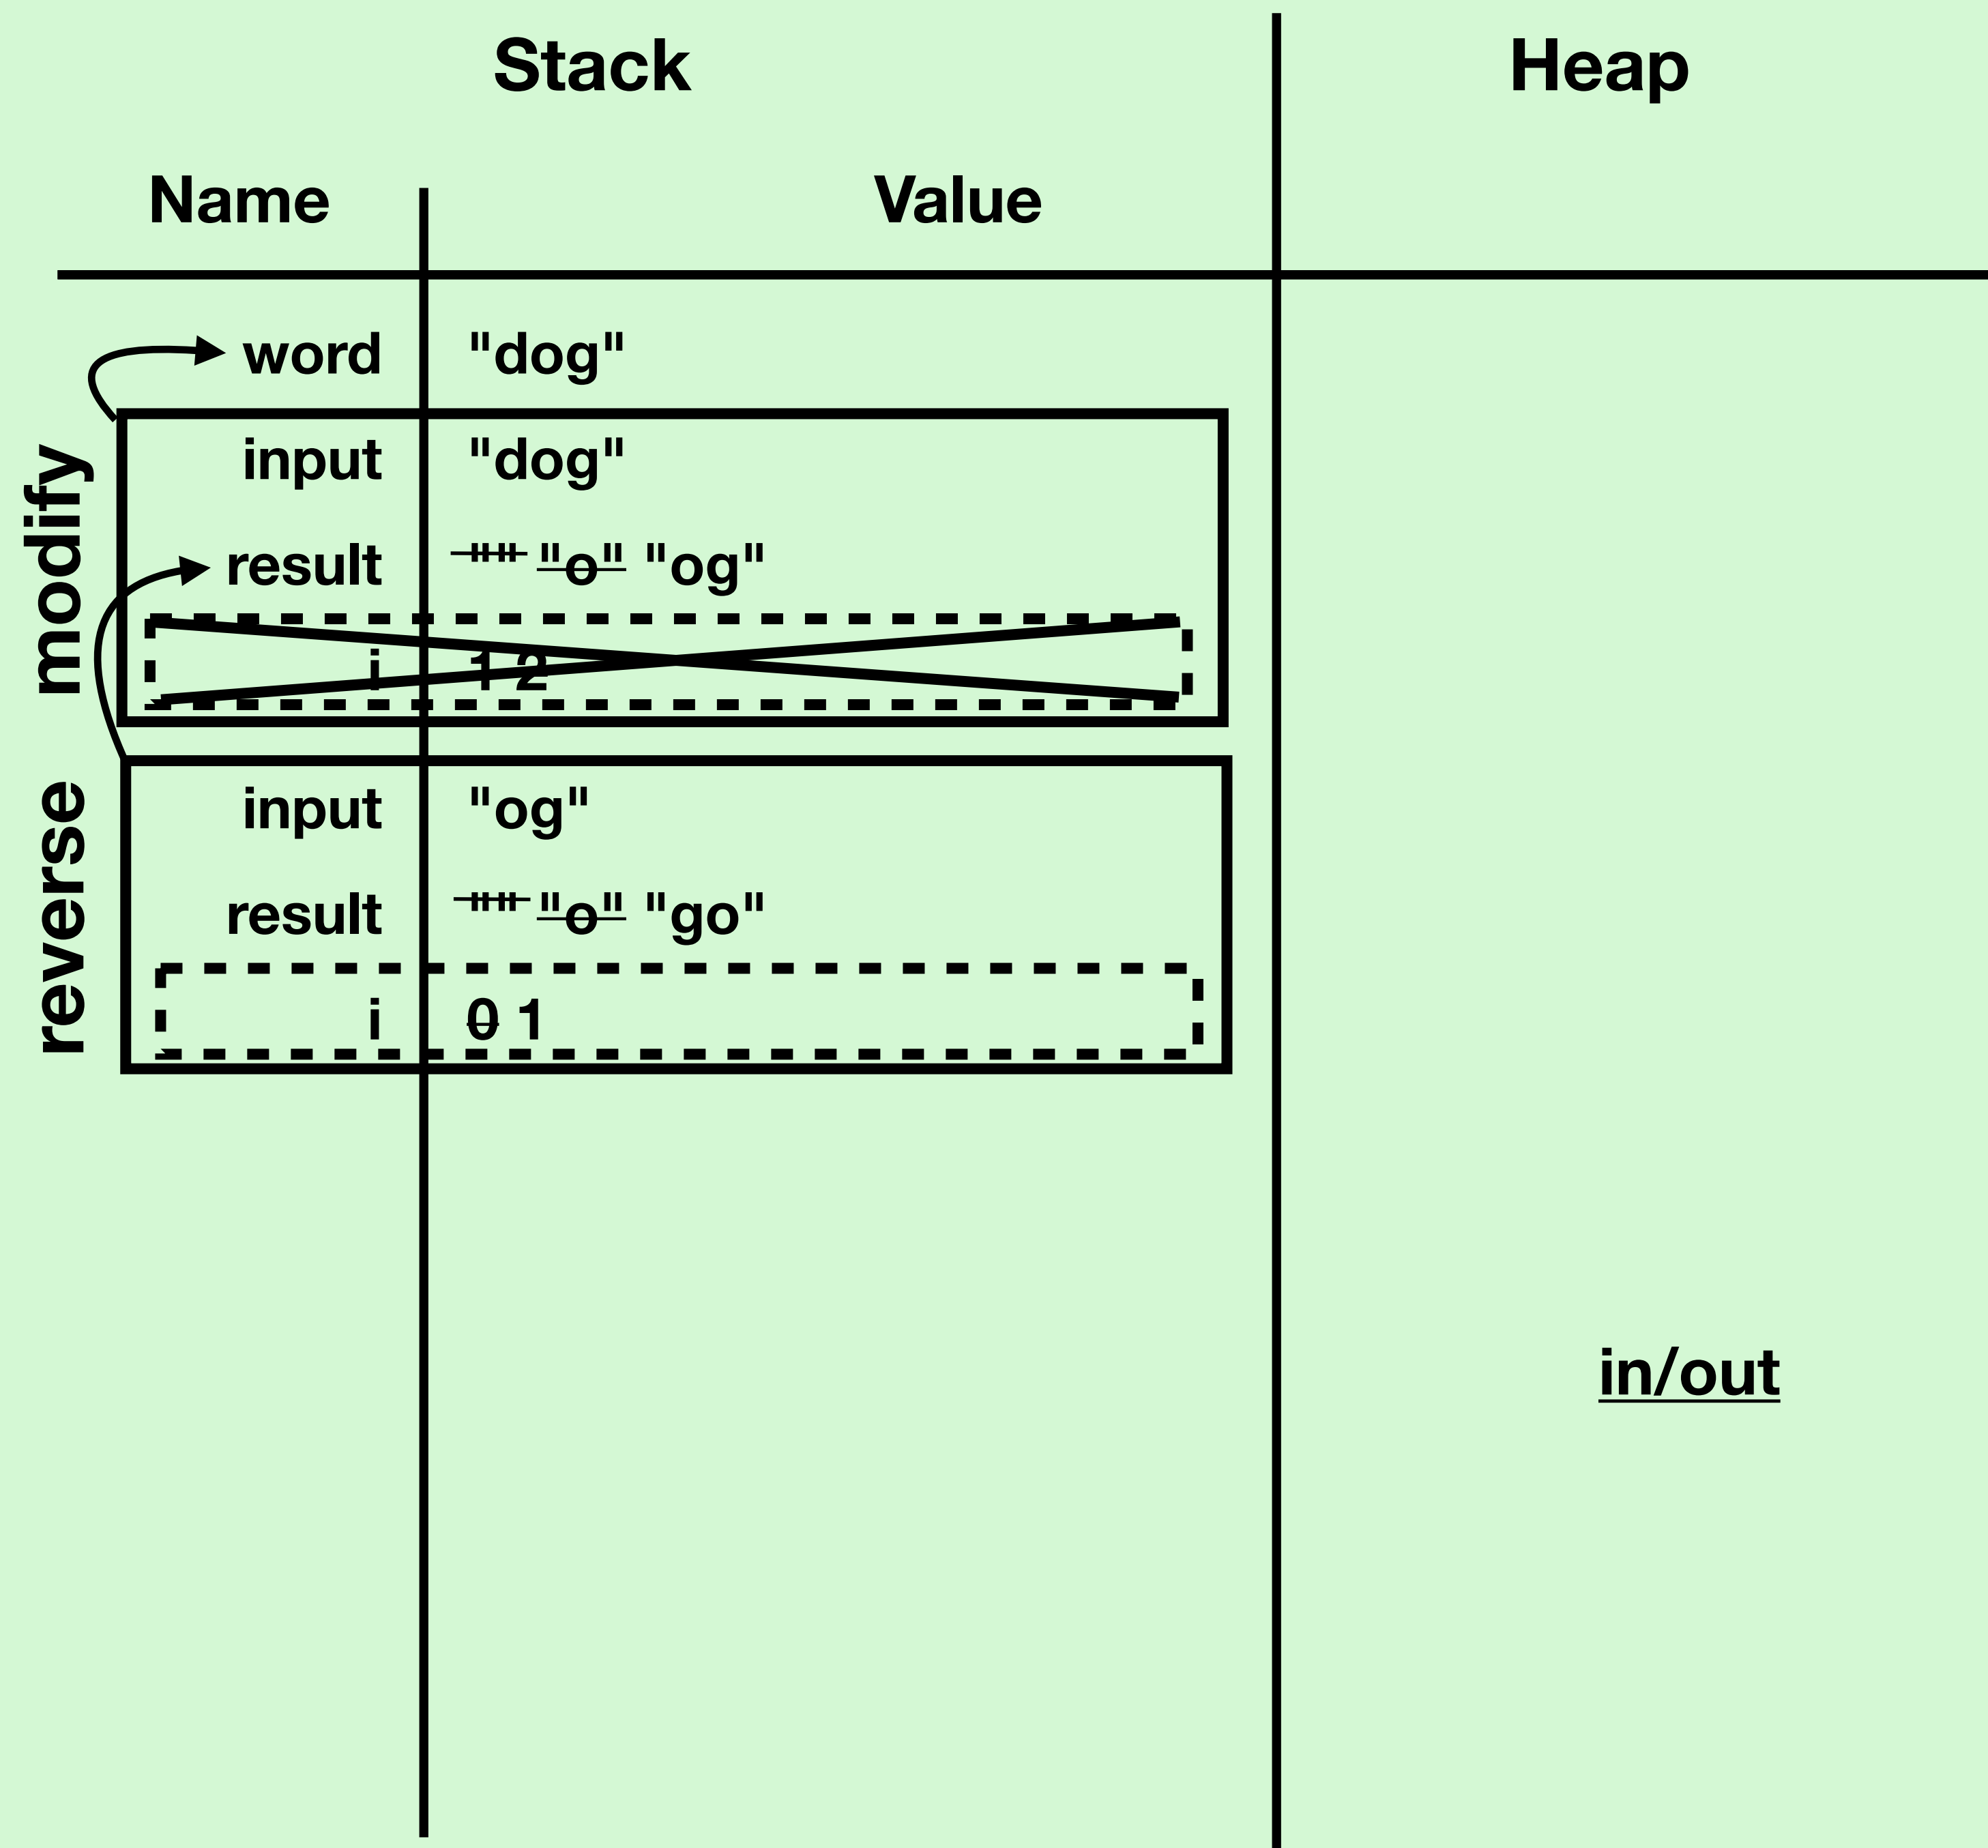 Stack Heap
Name Value
word "dog"
modify
input "dog"
result "" "o" "og"
i 1 2
reverse
input "og"
result "" "o" "go"
i 0 1
in/out